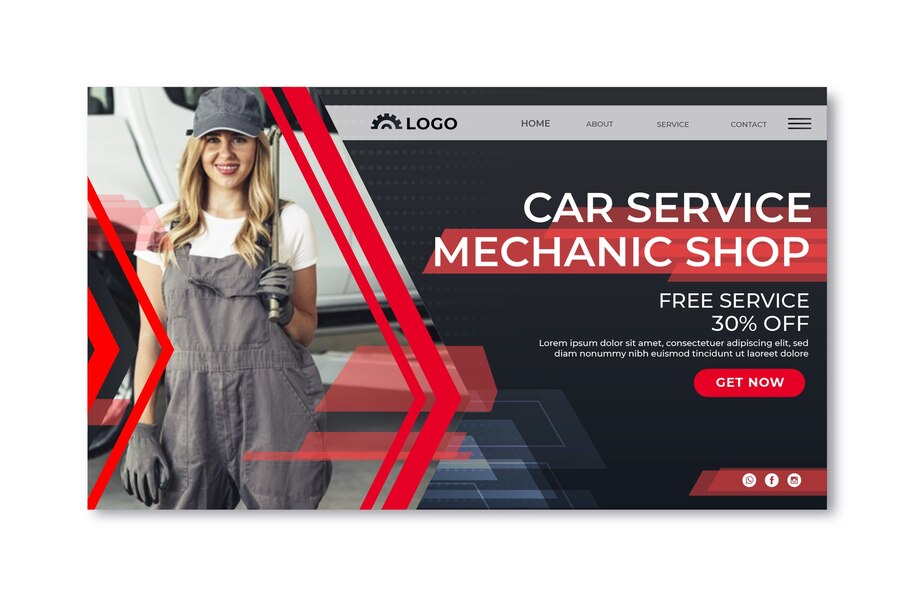 LOGO
HOME
ABOUT
SERVICE
CONTACT
CAR SERVICE
MECHANIC SHOP
FREE SERVICE
30% OFF
Lorem ipsum dolor sit amet, consectetuer adipiscing elit, sed
diam nonummy nibh euismod tincidunt ut laoreet dolore
GET NOW